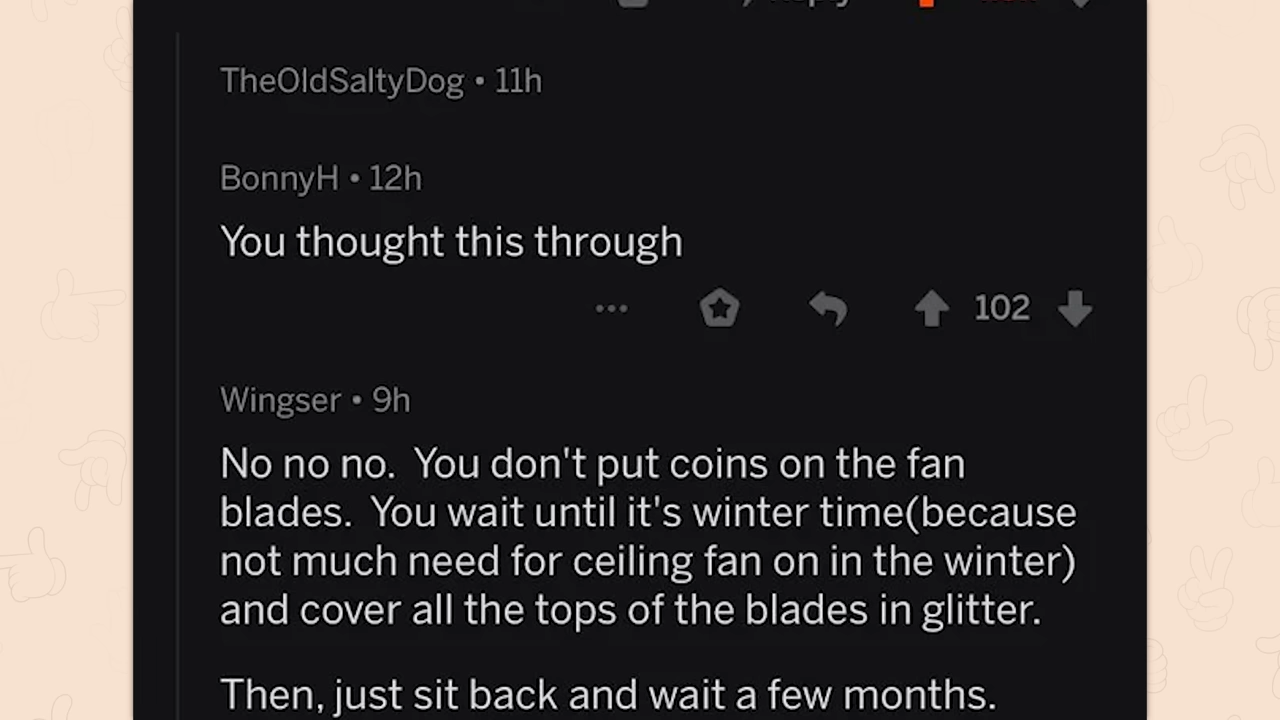 TheOldSaltyDog • 11h
BonnyH • 12h
You thought this through
102
Wingser • 9h
No no no.  You don't put coins on the fan
blades.  You wait until it's winter time(because
not much need for ceiling fan on in the winter)
and cover all the tops of the blades in glitter.
Then, just sit back and wait a few months.